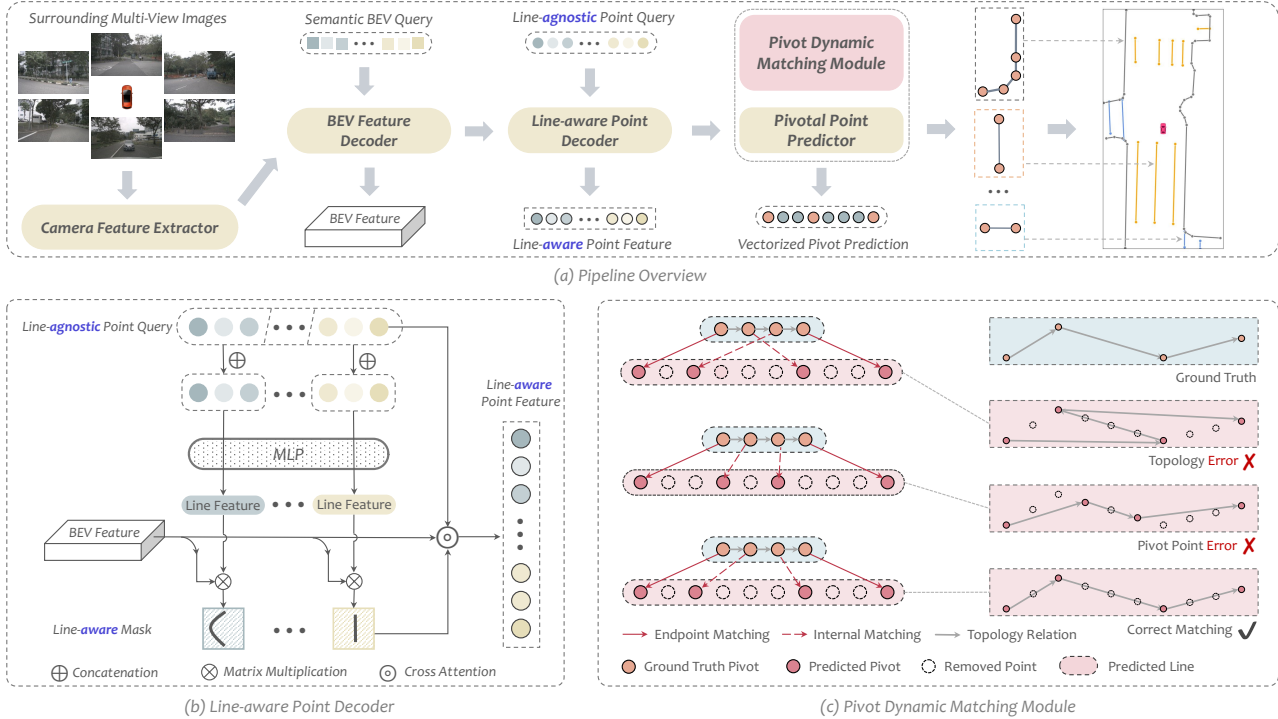 Surrounding Multi-View Images
Semantic BEV Query
Line-agnostic Point Query
Pivot Dynamic
Matching Module
BEV Feature
Decoder
Line-aware Point
Decoder
Pivotal Point
Predictor
Camera Feature Extractor
BEV Feature
Line-aware Point Feature
Vectorized Pivot Prediction
(a) Pipeline Overview
Line-agnostic Point Query
Line-aware
Point Feature
MLP
Line Feature
Line Feature
BEV Feature
Line-aware Mask
Concatenation
Matrix Multiplication
Cross Attention
(b) Line-aware Point Decoder
Ground Truth
Topology Error ✗
Pivot Point Error ✗
Correct Matching ✓
Endpoint Matching
Internal Matching
Topology Relation
Ground Truth Pivot
Predicted Pivot
Removed Point
Predicted Line
(c) Pivot Dynamic Matching Module